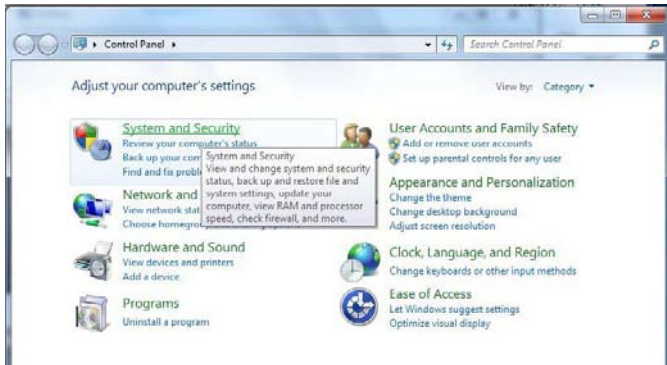 Control Panel
Search Control Panel
Adjust your computer's settings
View by: Category
System and Security
Review your computer's status
Back up your com
Find and fix proble
System and Security
View and change system and security
status, back up and restore file and
system settings, update your
computer, view RAM and processor
speed, check firewall, and more.
Network and
View network stat
Choose homegro
Hardware and Sound
View devices and printers
Add a device
Programs
Uninstall a program
User Accounts and Family Safety
Add or remove user accounts
Set up parental controls for any user
Appearance and Personalization
Change the theme
Change desktop background
Adjust screen resolution
Clock, Language, and Region
Change keyboards or other input methods
Ease of Access
Let Windows suggest settings
Optimize visual display